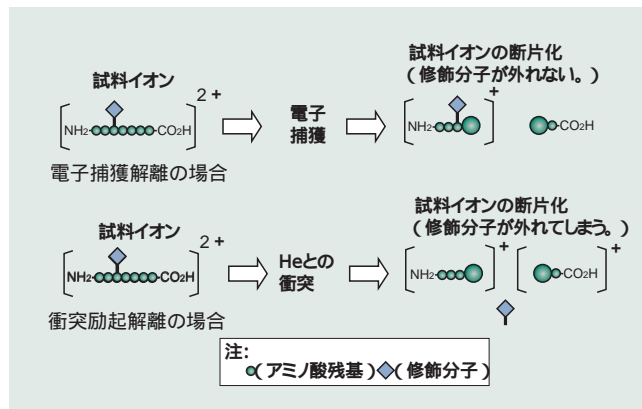 試料イオン
NH2 CO2H 2+
電子
捕獲
試料イオンの断片化
(修飾分子が外れない。)
NH2 + CO2H
電子捕獲解離の場合
試料イオン
NH2 CO2H 2+
Heとの
衝突
試料イオンの断片化
(修飾分子が外れてしまう。)
NH2 + CO2H +
衝突励起解離の場合
注:
(アミノ酸残基) (修飾分子)